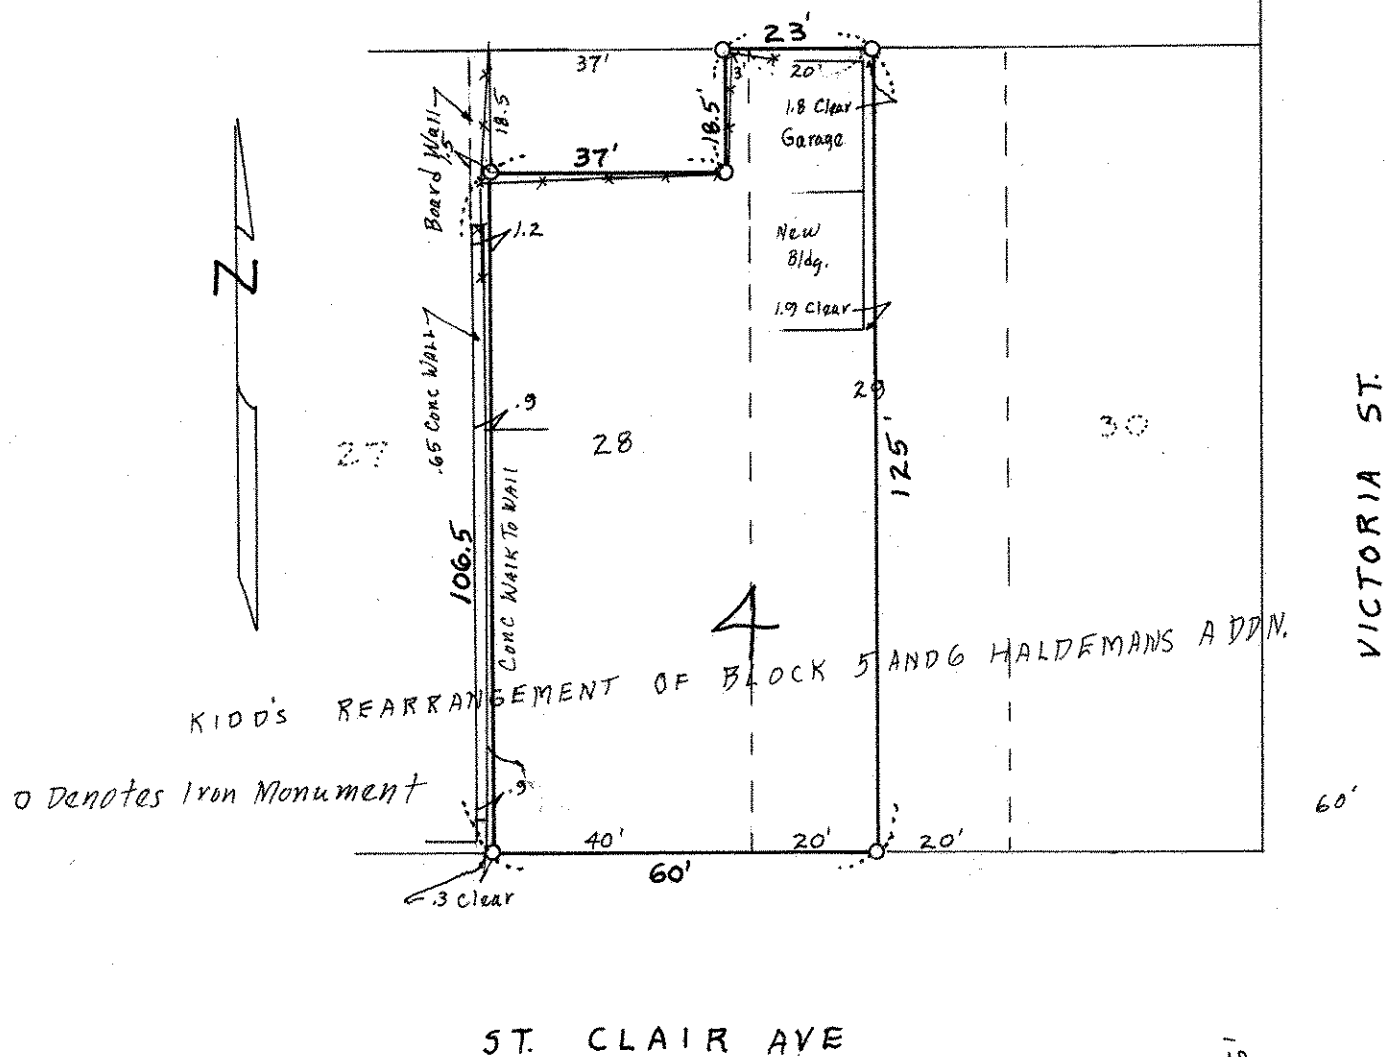 23'
37'
3'
20'
18.5
18.5'
1.8 Clear
Garage
Board Wall
1.5
37'
1.2
New
Bldg.
1.9 Clear
N
.65 Conc WALL
.9
29
27
28
30
125'
VICTORIA ST.
106.5
Conc WALK TO WALL
4
KIDD'S REARRANGEMENT OF BLOCK 5 AND 6 HALDEMANS ADDN.
O Denotes Iron Monument
.9
60'
40'
20'
20'
60'
.3 Clear
ST. CLAIR AVE